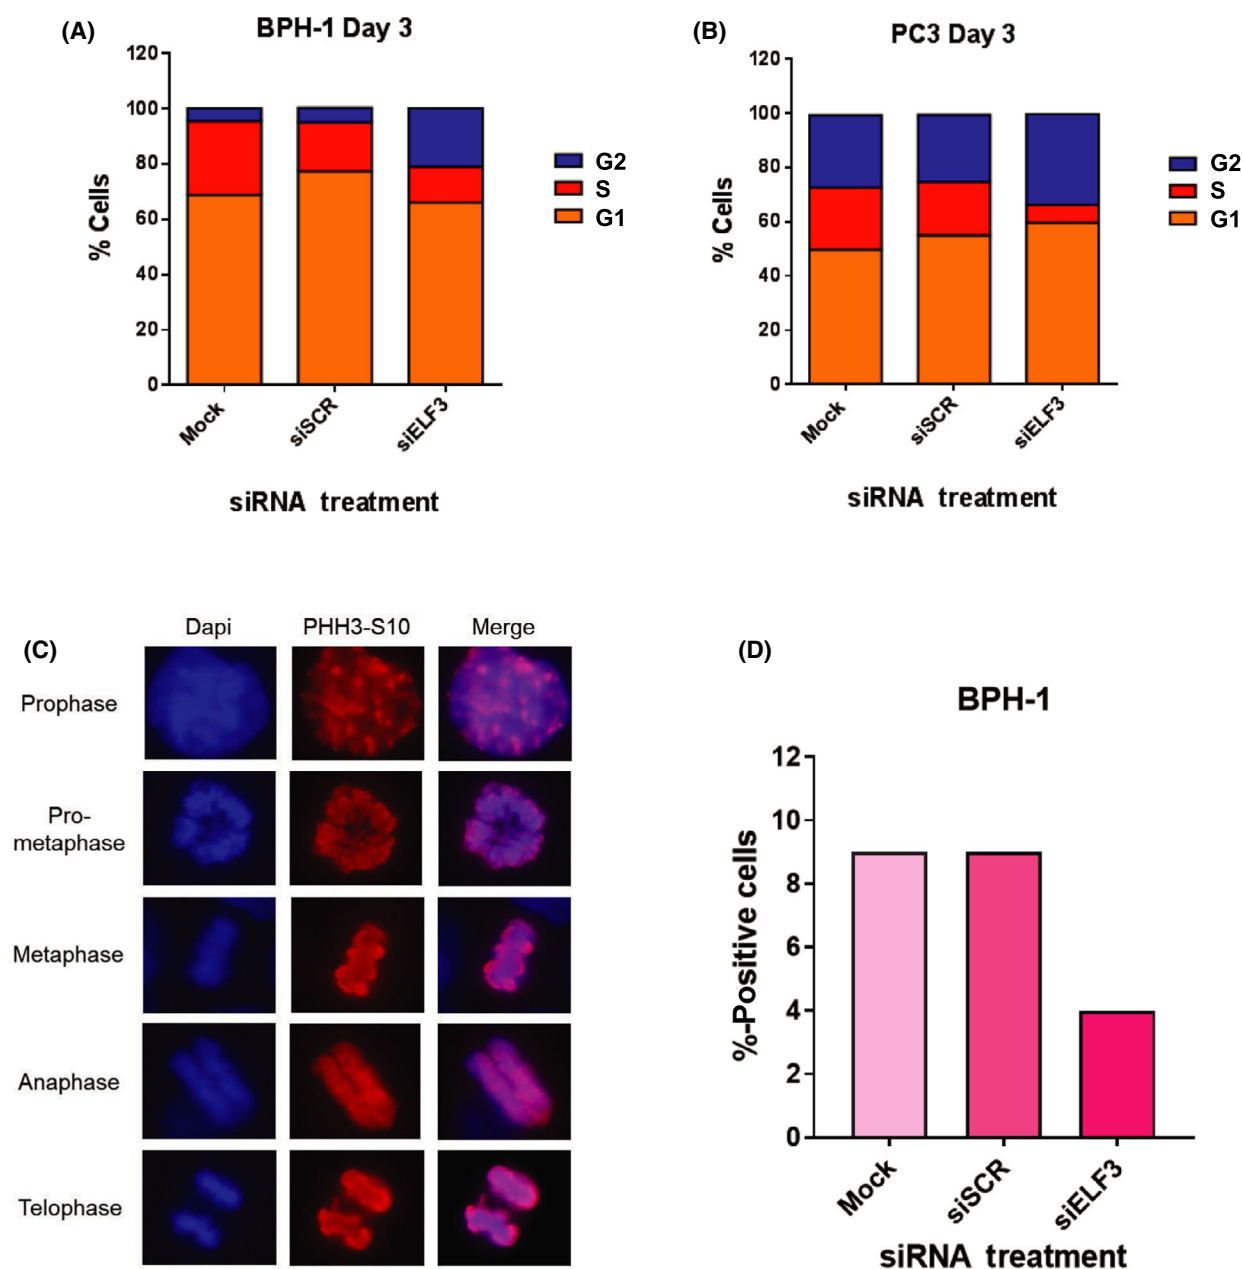 (A)
BPH-1 Day 3
120
100
80
60
40
20
0
% Cells
Mock
siSCR
siELF3
siRNA treatment
G2
S
G1
(B)
PC3 Day 3
120
100
80
60
40
20
0
% Cells
Mock
siSCR
siELF3
siRNA treatment
G2
S
G1
(C)
Dapi
PHH3-S10
Merge
Prophase
Pro-
metaphase
Metaphase
Anaphase
Telophase
(D)
BPH-1
12
10
8
6
4
2
0
%-Positive cells
Mock
siSCR
siELF3
siRNA treatment